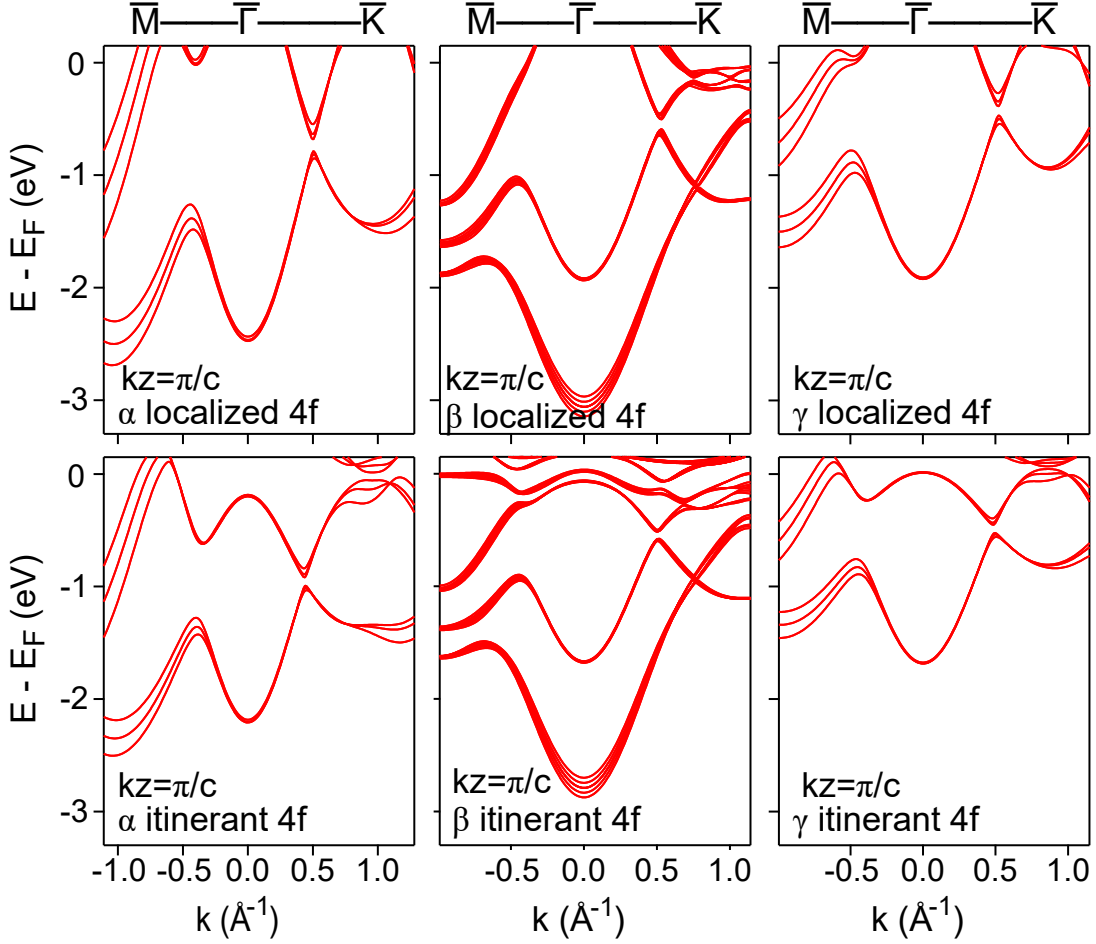 M̅ Γ̅ K̅ M̅ Γ̅ K̅ M̅ Γ̅ K̅
E - E_F (eV)
0
-1
-2
-3
kz=π/c
α localized 4f
kz=π/c
β localized 4f
kz=π/c
γ localized 4f
E - E_F (eV)
0
-1
-2
-3
kz=π/c
α itinerant 4f
kz=π/c
β itinerant 4f
kz=π/c
γ itinerant 4f
-1.0 -0.5 0.0 0.5 1.0
-0.5 0.0 0.5 1.0
-0.5 0.0 0.5 1.0
k (Å⁻¹)
k (Å⁻¹)
k (Å⁻¹)